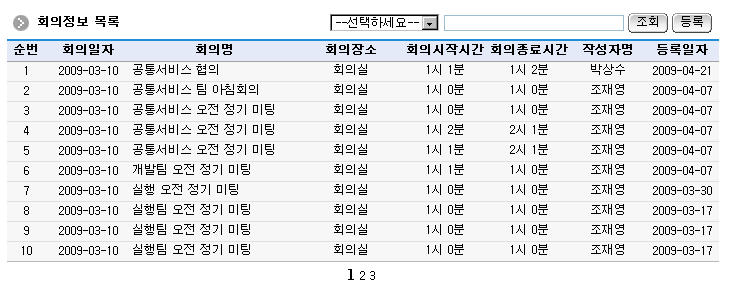 회의정보 목록 --선택하세요-- 조회 등록
순번 회의일자 회의명 회의장소 회의시작시간 회의종료시간 작성자명 등록일자
1 2009-03-10 공통서비스 협의 회의실 1시 1분 1시 2분 박상수 2009-04-21
2 2009-03-10 공통서비스 팀 아침회의 회의실 1시 0분 1시 0분 조재영 2009-04-07
3 2009-03-10 공통서비스 오전 정기 미팅 회의실 1시 0분 1시 0분 조재영 2009-04-07
4 2009-03-10 공통서비스 오전 정기 미팅 회의실 1시 2분 2시 1분 조재영 2009-04-07
5 2009-03-10 공통서비스 오전 정기 미팅 회의실 1시 1분 2시 1분 조재영 2009-04-07
6 2009-03-10 개발팀 오전 정기 미팅 회의실 1시 1분 1시 0분 조재영 2009-04-07
7 2009-03-10 실행 오전 정기 미팅 회의실 1시 0분 1시 0분 조재영 2009-03-30
8 2009-03-10 실행팀 오전 정기 미팅 회의실 1시 0분 1시 0분 조재영 2009-03-17
9 2009-03-10 실행팀 오전 정기 미팅 회의실 1시 0분 1시 0분 조재영 2009-03-17
10 2009-03-10 실행팀 오전 정기 미팅 회의실 1시 0분 1시 0분 조재영 2009-03-17
1 2 3